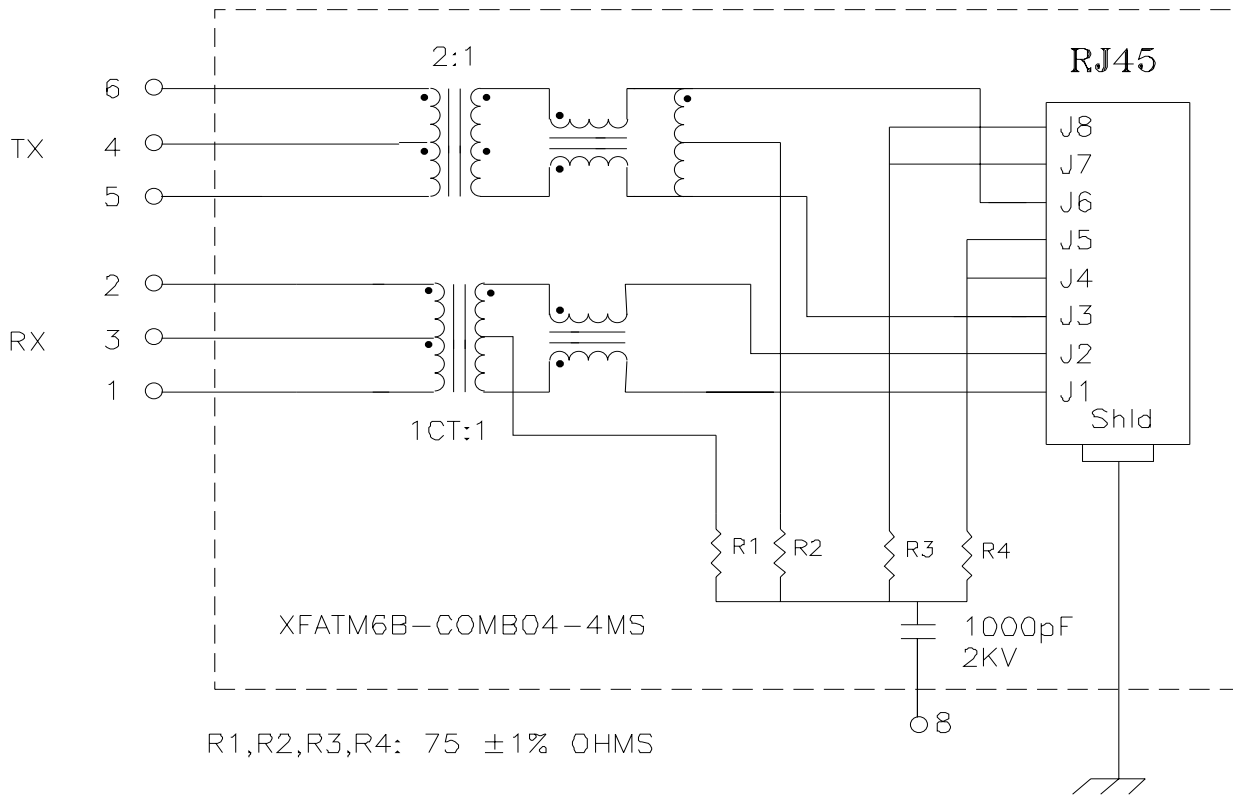 2:1
RJ45
6
TX
4
5
2
RX
3
1
1CT:1
J8
J7
J6
J5
J4
J3
J2
J1
Shld
R1
R2
R3
R4
XFATM6B-COMBO4-4MS
1000pF
2KV
8
R1,R2,R3,R4: 75 ±1% OHMS